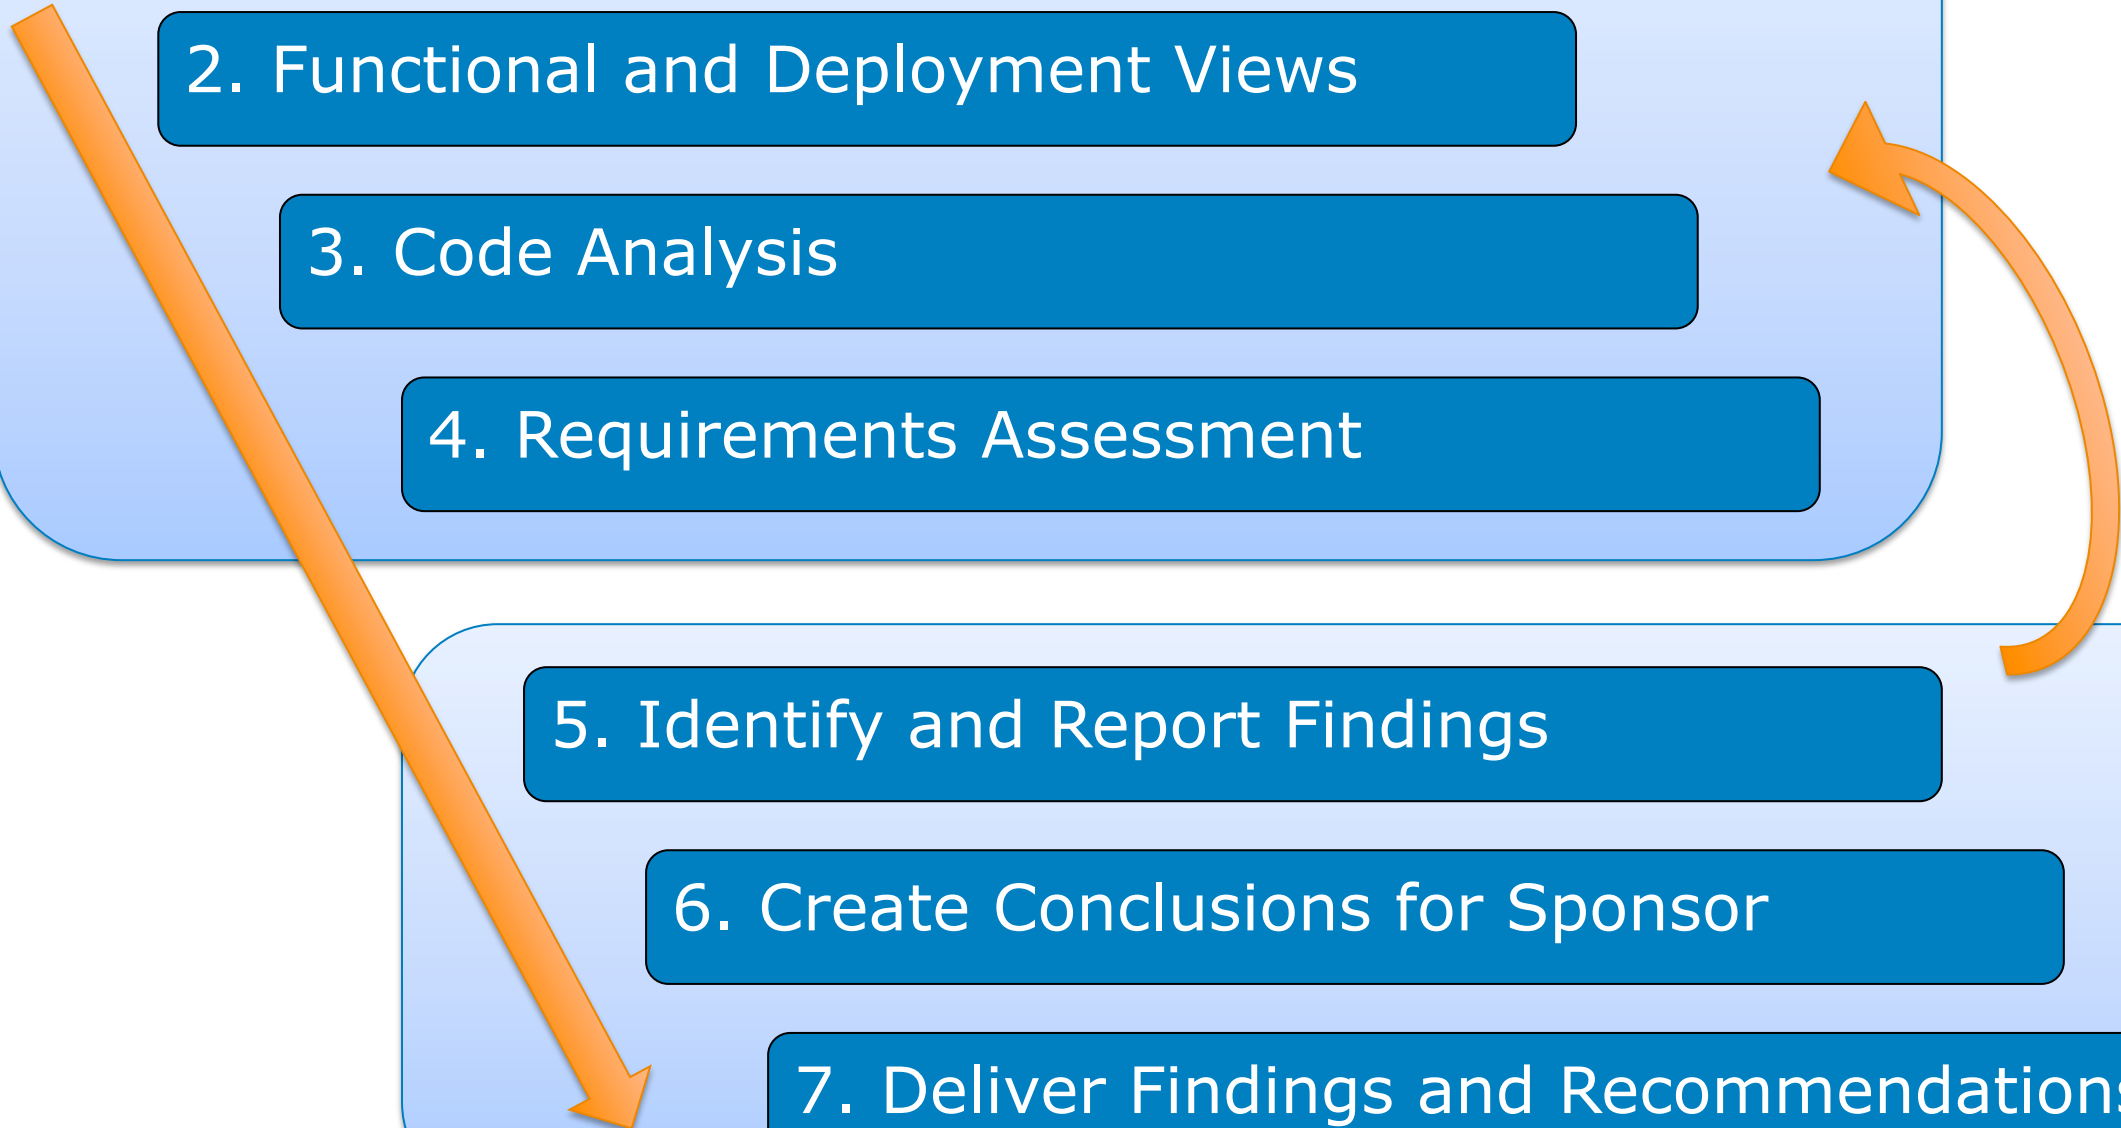 2. Functional and Deployment Views
3. Code Analysis
4. Requirements Assessment
5. Identify and Report Findings
6. Create Conclusions for Sponsor
7. Deliver Findings and Recommendations